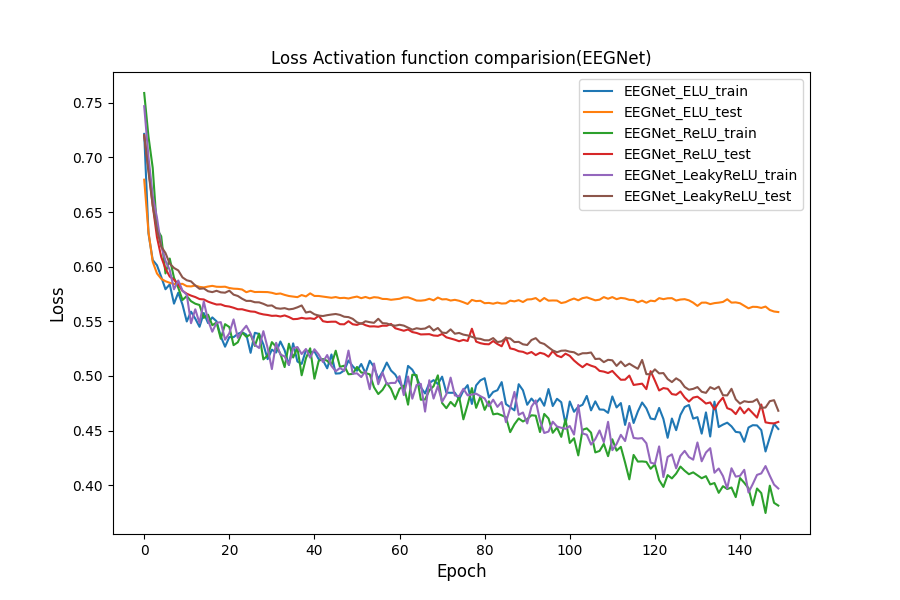 Loss Activation function comparision(EEGNet)
EEGNet_ELU_train
EEGNet_ELU_test
EEGNet_ReLU_train
EEGNet_ReLU_test
EEGNet_LeakyReLU_train
EEGNet_LeakyReLU_test
0.75
0.70
0.65
0.60
0.55
0.50
0.45
0.40
Loss
0 20 40 60 80 100 120 140
Epoch